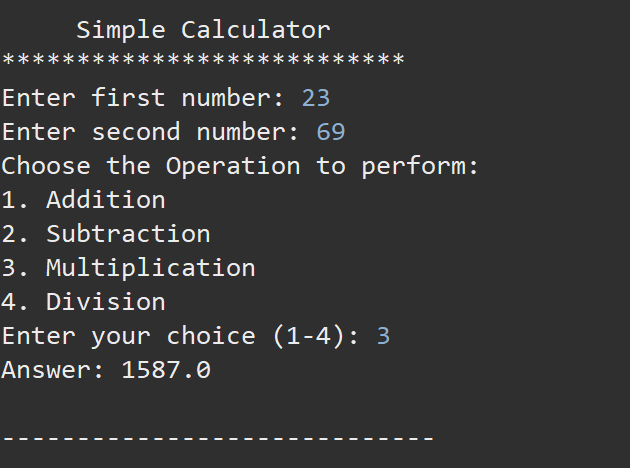 Simple Calculator
***************************
Enter first number: 23
Enter second number: 69
Choose the Operation to perform:
1. Addition
2. Subtraction
3. Multiplication
4. Division
Enter your choice (1-4): 3
Answer: 1587.0
-----------------------------